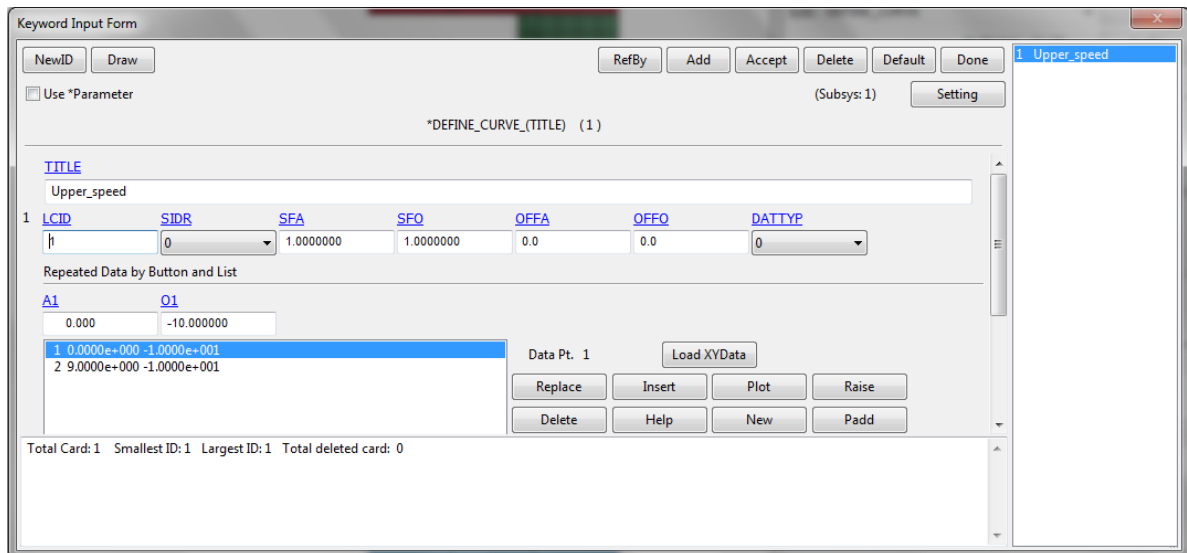 Keyword Input Form
NewID Draw RefBy Add Accept Delete Default Done
1 Upper_speed
Use *Parameter (Subsys: 1) Setting
*DEFINE_CURVE_(TITLE) (1)
TITLE
Upper_speed
1 LCID SIDR SFA SFO OFFA OFFO DATTYP
1 0 1.0000000 1.0000000 0.0 0.0 0
Repeated Data by Button and List
A1 O1
0.000 -10.000000
1 0.0000e+000 -1.0000e+001
2 9.0000e+000 -1.0000e+001
Data Pt. 1 Load XYData
Replace Insert Plot Raise
Delete Help New Padd
Total Card: 1 Smallest ID: 1 Largest ID: 1 Total deleted card: 0